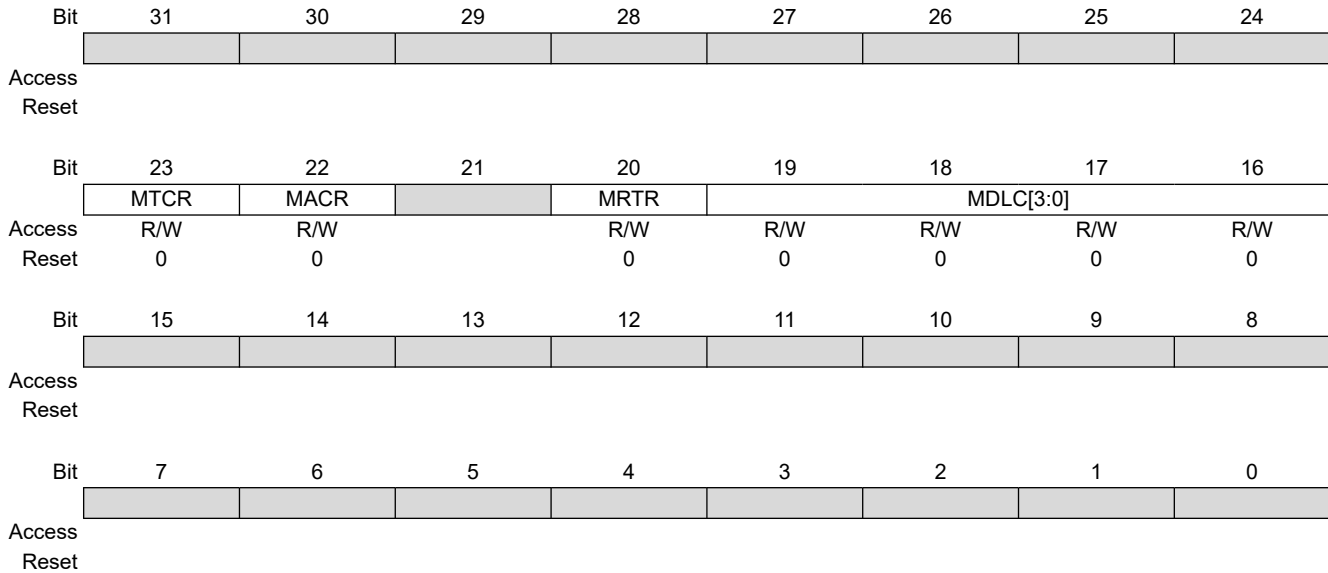 Bit 31 30 29 28 27 26 25 24
Access
Reset
Bit 23 22 21 20 19 18 17 16
MTCR MACR MRTR MDLC[3:0]
Access R/W R/W R/W R/W R/W R/W R/W
Reset 0 0 0 0 0 0 0
Bit 15 14 13 12 11 10 9 8
Access
Reset
Bit 7 6 5 4 3 2 1 0
Access
Reset